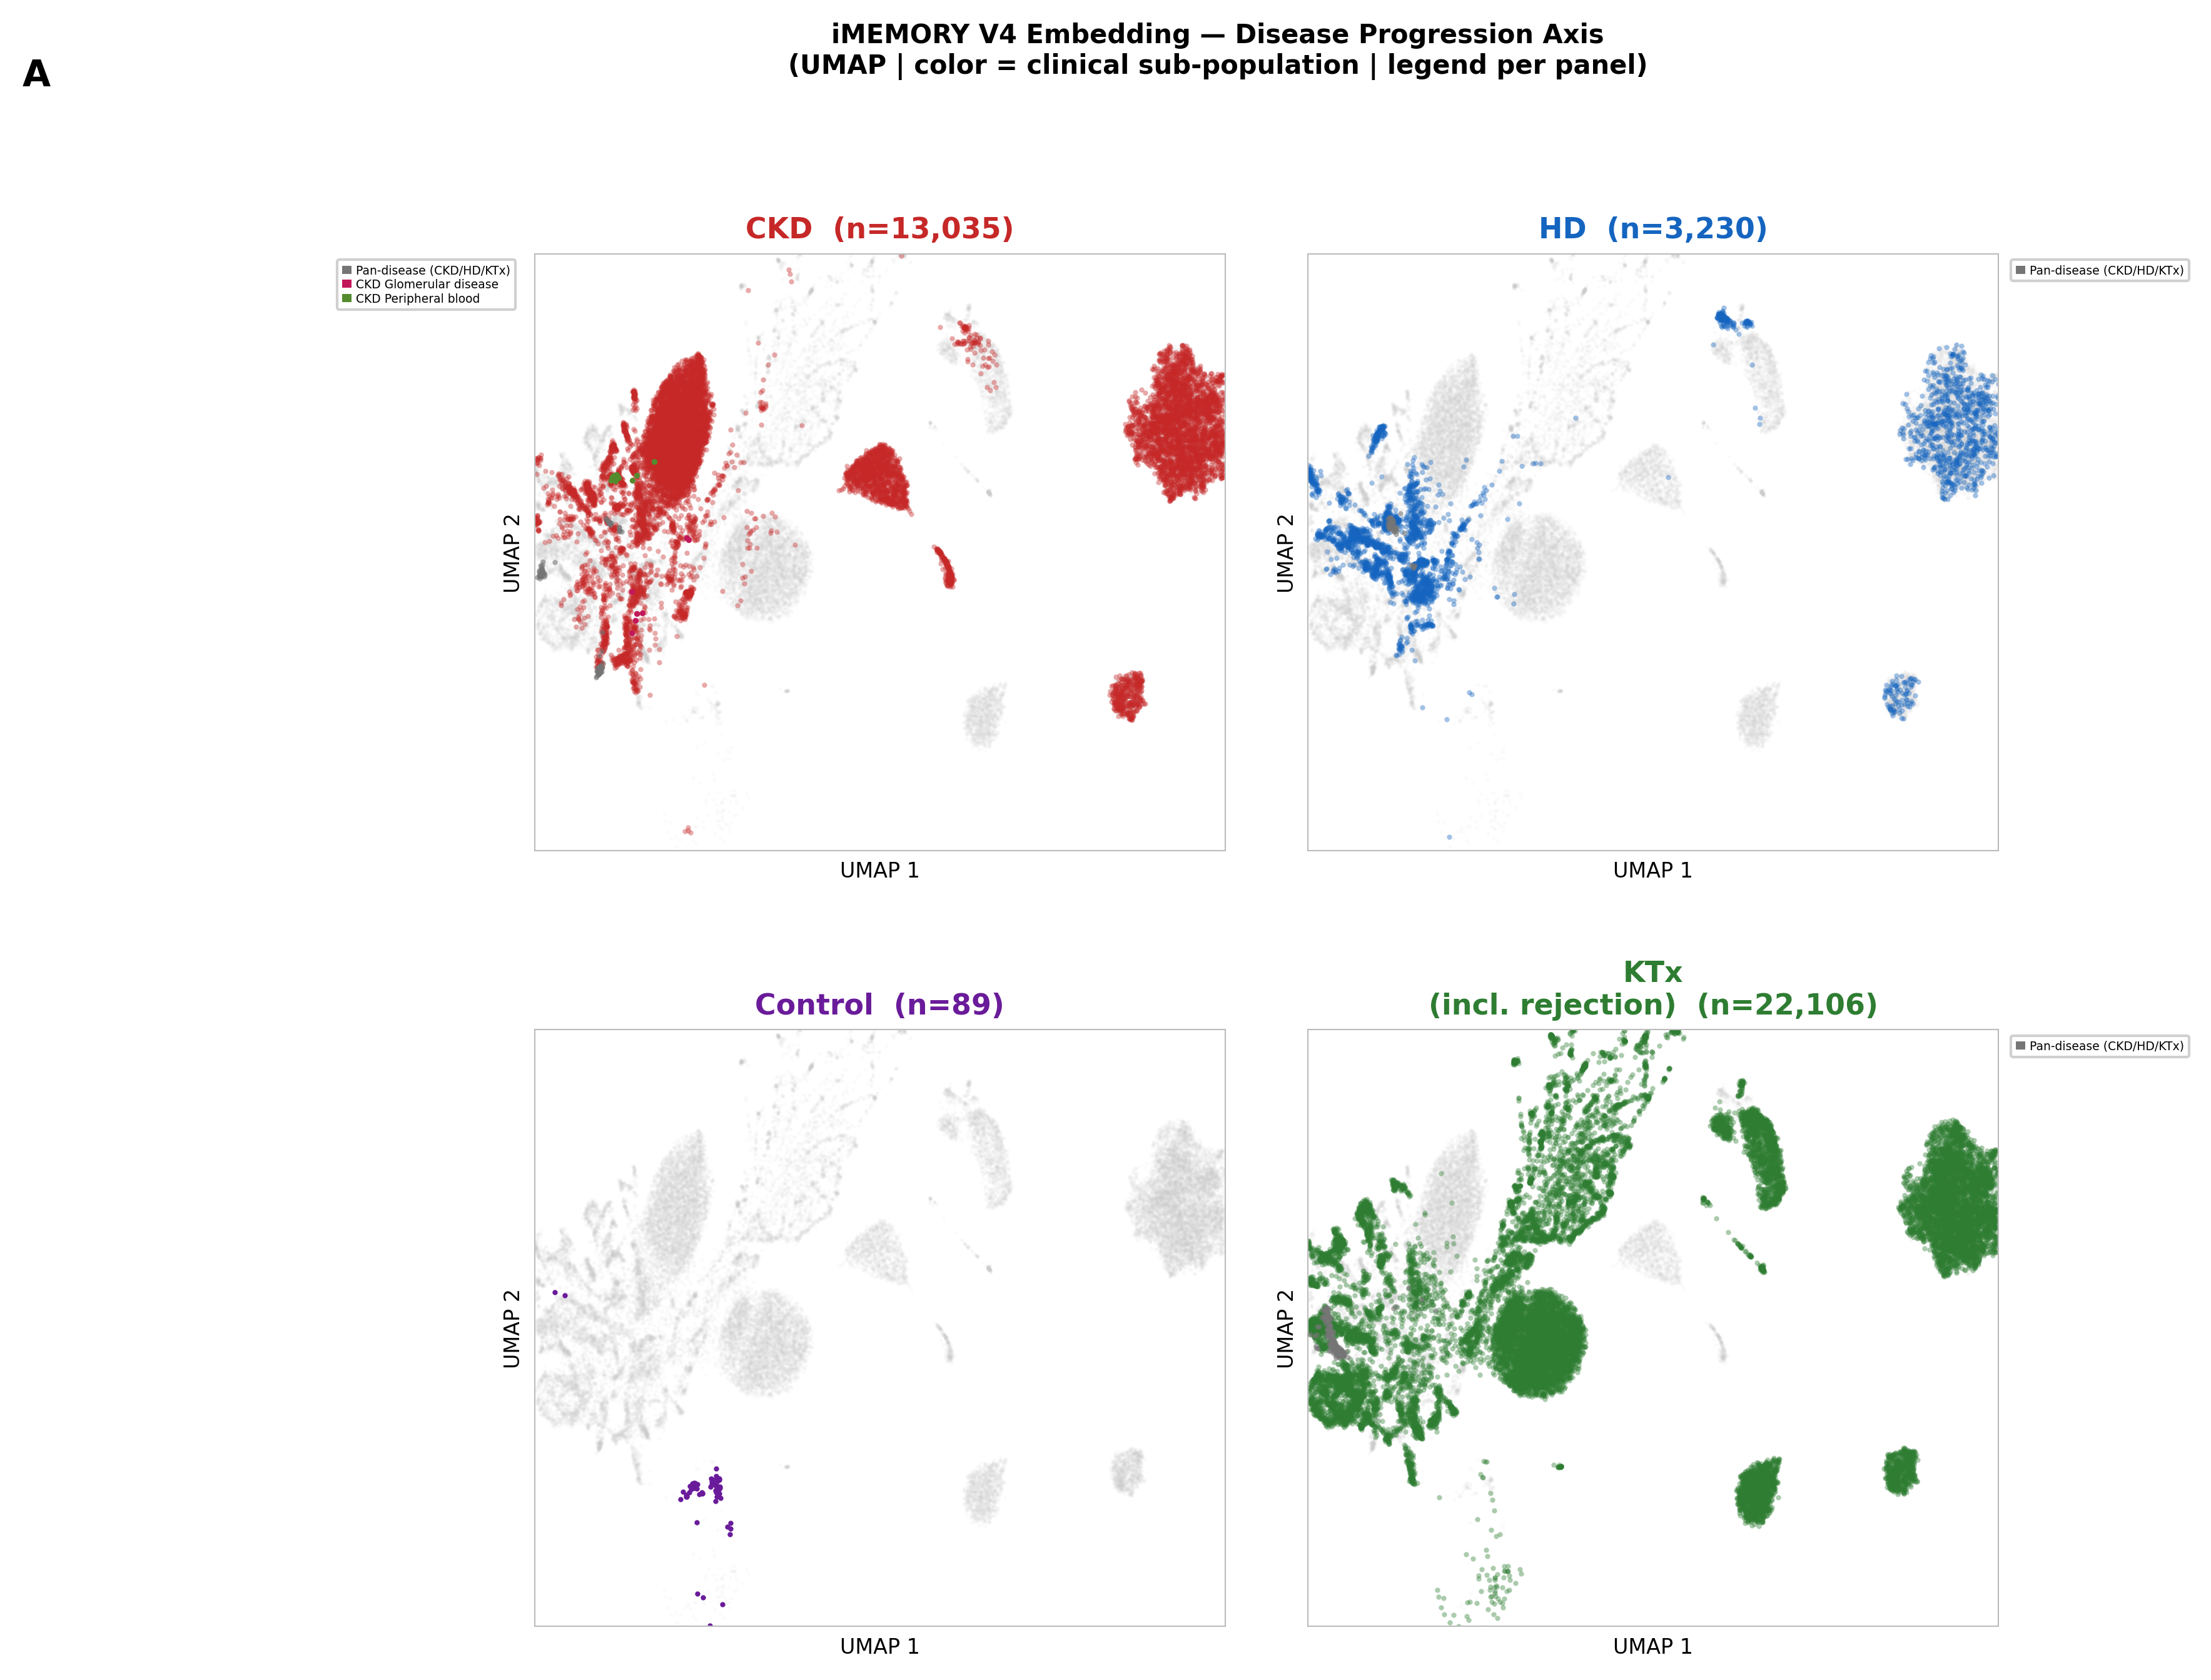 iMEMORY V4 Embedding — Disease Progression Axis
(UMAP | color = clinical sub-population | legend per panel)
A
CKD (n=13,035)
Pan-disease (CKD/HD/KTx)
CKD Glomerular disease
CKD Peripheral blood
UMAP 2
UMAP 1
HD (n=3,230)
Pan-disease (CKD/HD/KTx)
UMAP 2
UMAP 1
Control (n=89)
UMAP 2
UMAP 1
KTx
(incl. rejection) (n=22,106)
Pan-disease (CKD/HD/KTx)
UMAP 2
UMAP 1